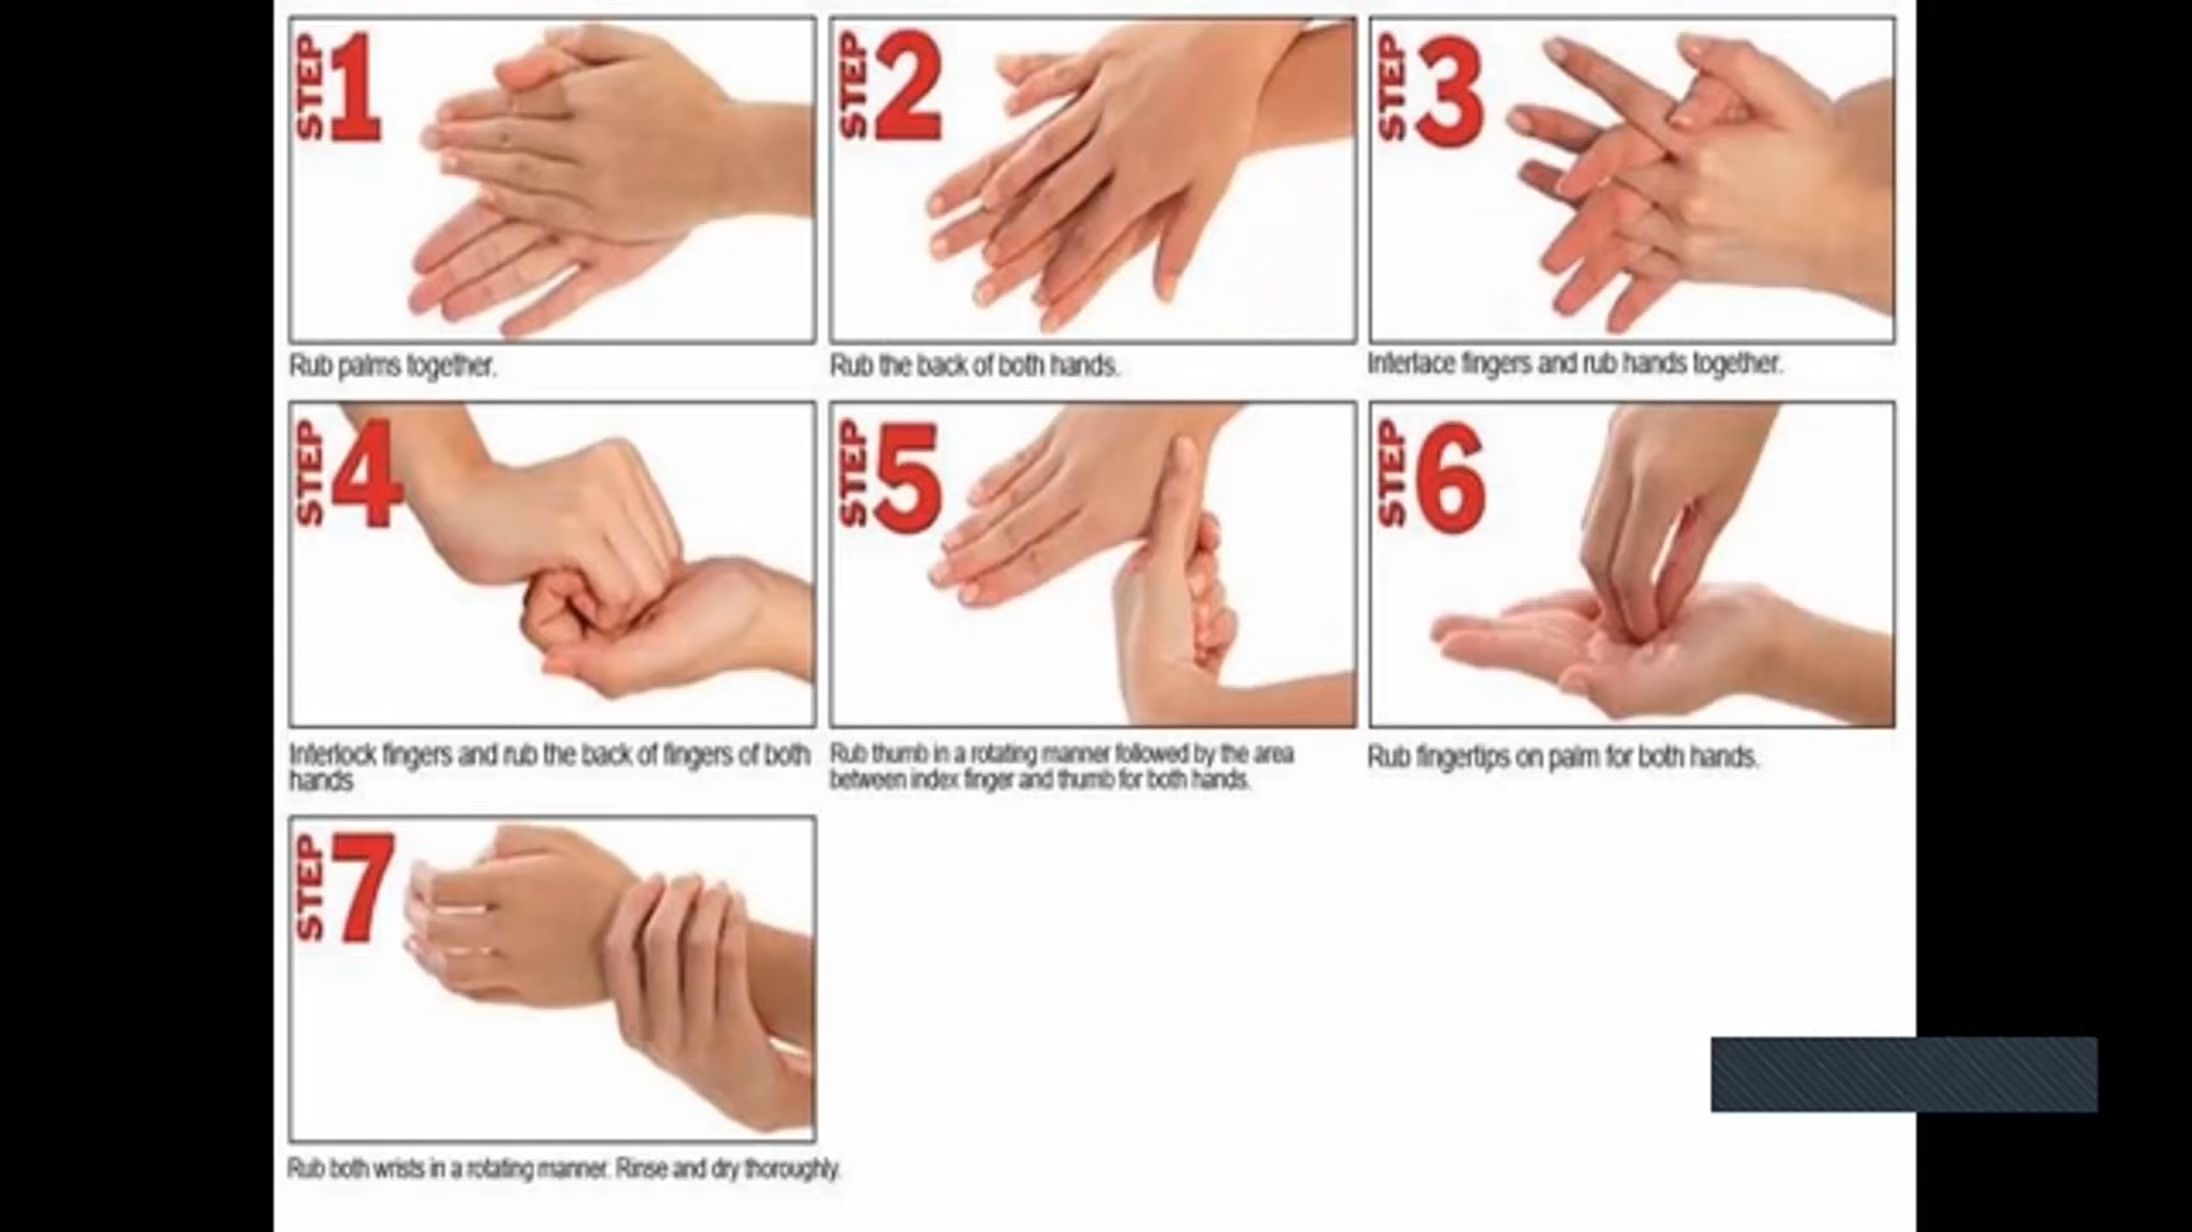 STEP 1
STEP 2
STEP 3
Rub palms together.
Rub the back of both hands.
Interlace fingers and rub hands together.
STEP 4
STEP 5
STEP 6
Interlock fingers and rub the back of fingers of both
hands
Rub thumb in a rotating manner followed by the area
between index finger and thumb for both hands.
Rub fingertips on palm for both hands.
STEP 7
Rub both wrists in a rotating manner. Rinse and dry thoroughly.